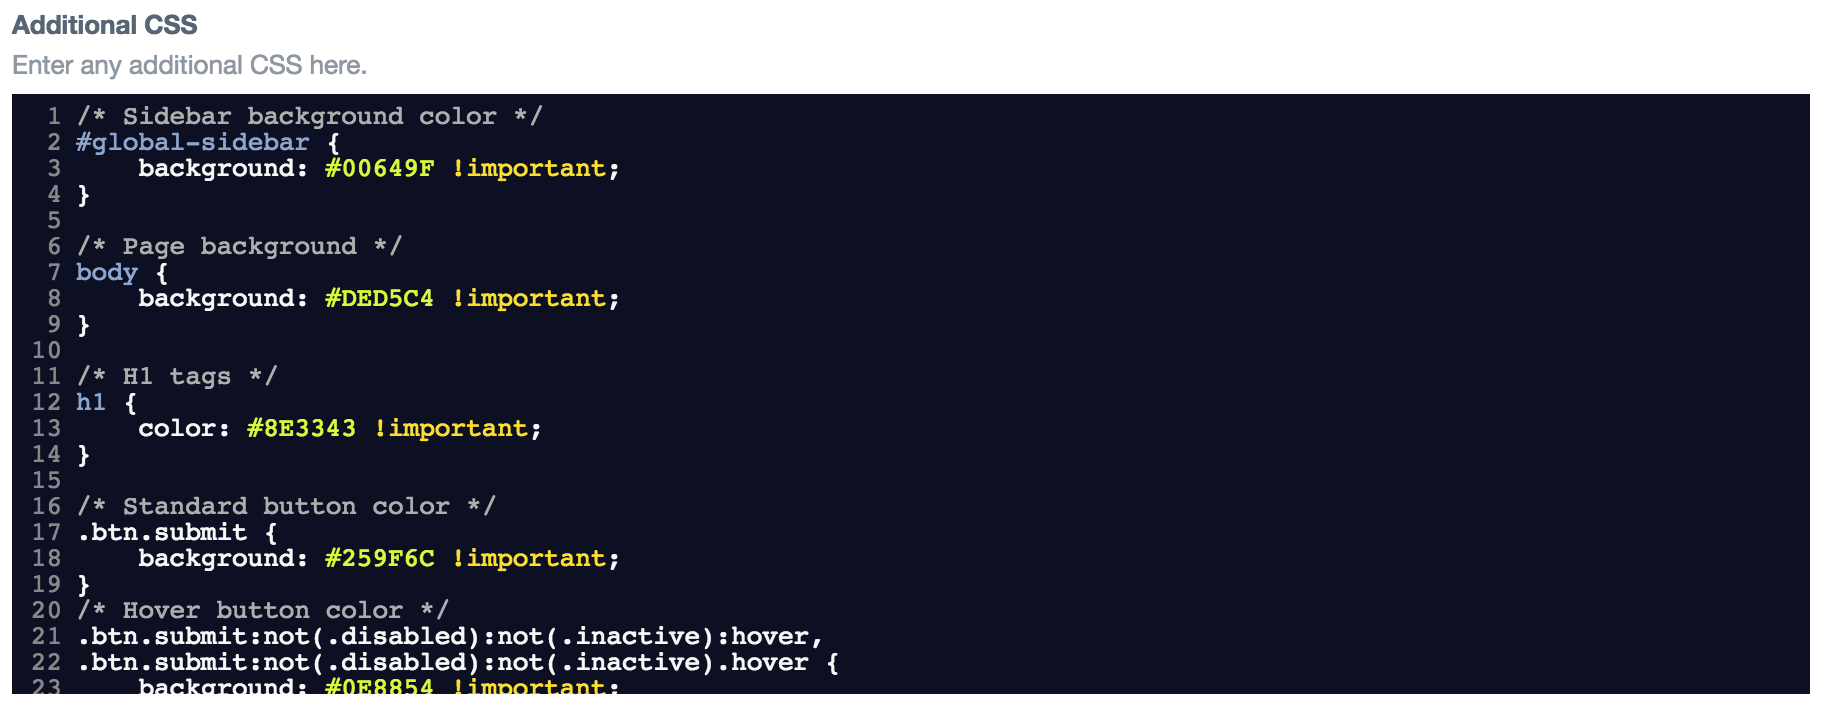 Additional CSS
Enter any additional CSS here.
1 /* Sidebar background color */
2 #global-sidebar {
3     background: #00649F !important;
4 }
5
6 /* Page background */
7 body {
8     background: #DED5C4 !important;
9 }
10
11 /* H1 tags */
12 h1 {
13     color: #8E3343 !important;
14 }
15
16 /* Standard button color */
17 .btn.submit {
18     background: #259F6C !important;
19 }
20 /* Hover button color */
21 .btn.submit:not(.disabled):not(.inactive):hover,
22 .btn.submit:not(.disabled):not(.inactive).hover {
23     background: #0E8854 !important;